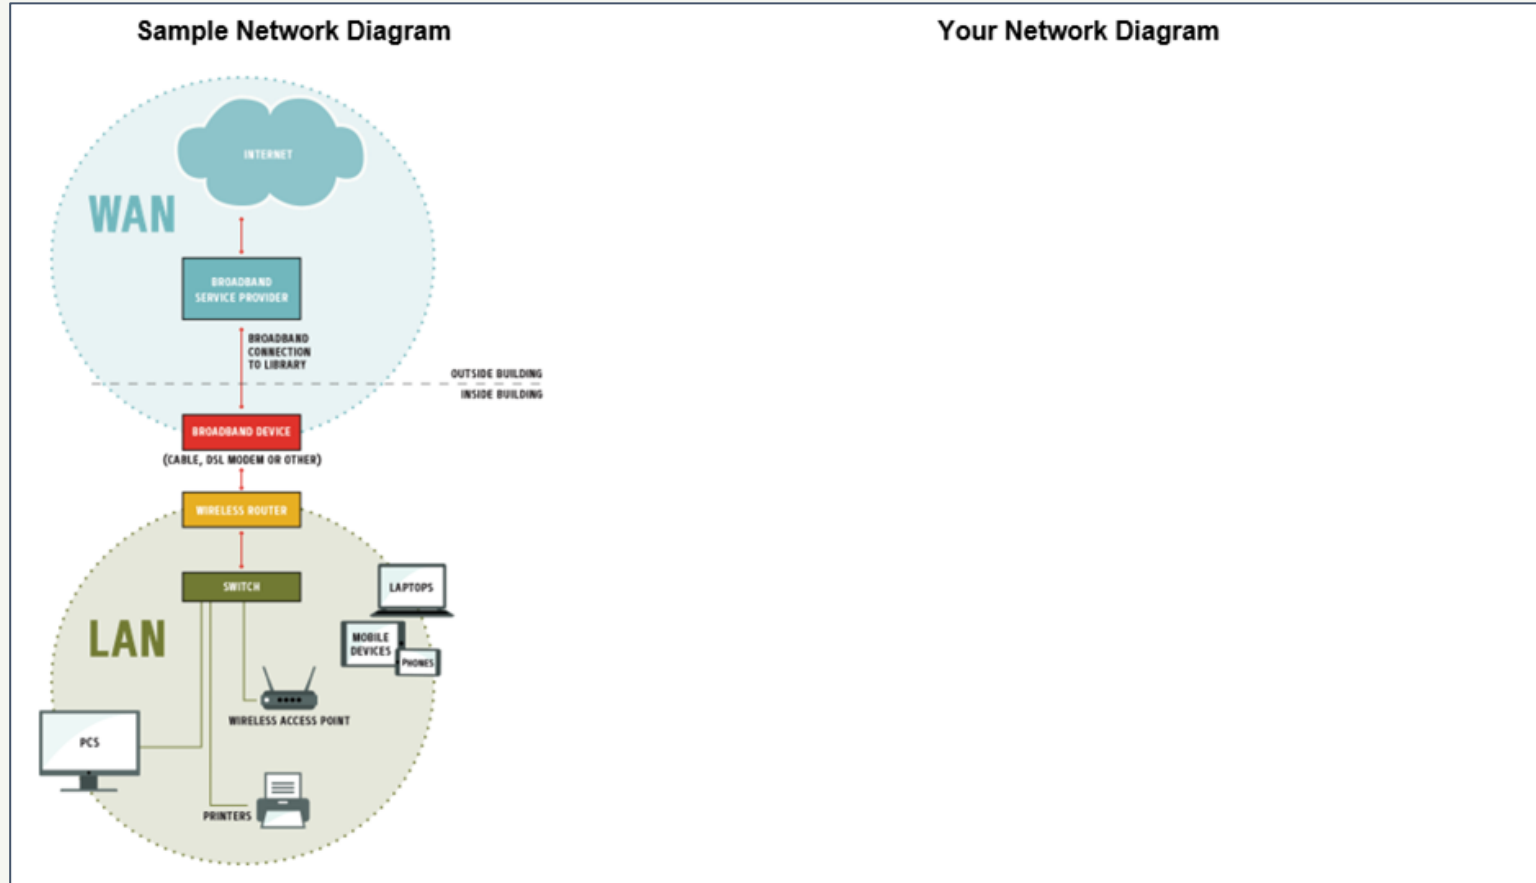 Sample Network Diagram
Your Network Diagram
INTERNET
WAN
BROADBAND
SERVICE PROVIDER
BROADBAND
CONNECTION
TO LIBRARY
OUTSIDE BUILDING
INSIDE BUILDING
BROADBAND DEVICE
(CABLE, DSL MODEM OR OTHER)
WIRELESS ROUTER
SWITCH
LAPTOPS
LAN
MOBILE
DEVICES
PHONES
WIRELESS ACCESS POINT
PCS
PRINTERS